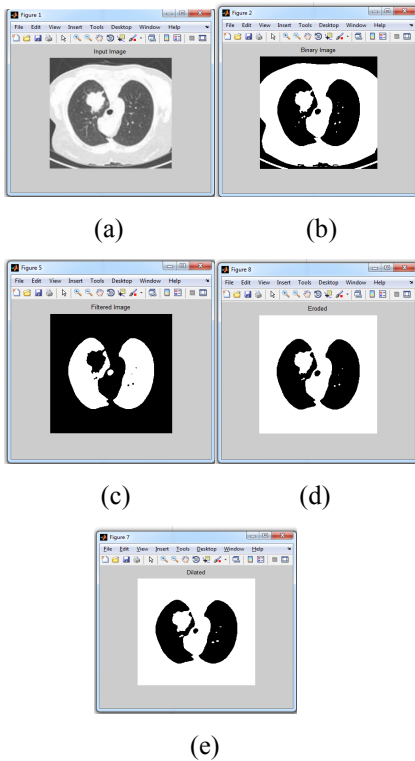 Figure 1
File Edit View Insert Tools Desktop Window Help
Input Image
Figure 2
File Edit View Insert Tools Desktop Window Help
Binary Image
(a) (b)
Figure 5
File Edit View Insert Tools Desktop Window Help
Filtered Image
Figure 8
File Edit View Insert Tools Desktop Window Help
Eroded
(c) (d)
Figure 7
File Edit View Insert Tools Desktop Window Help
Dilated
(e)